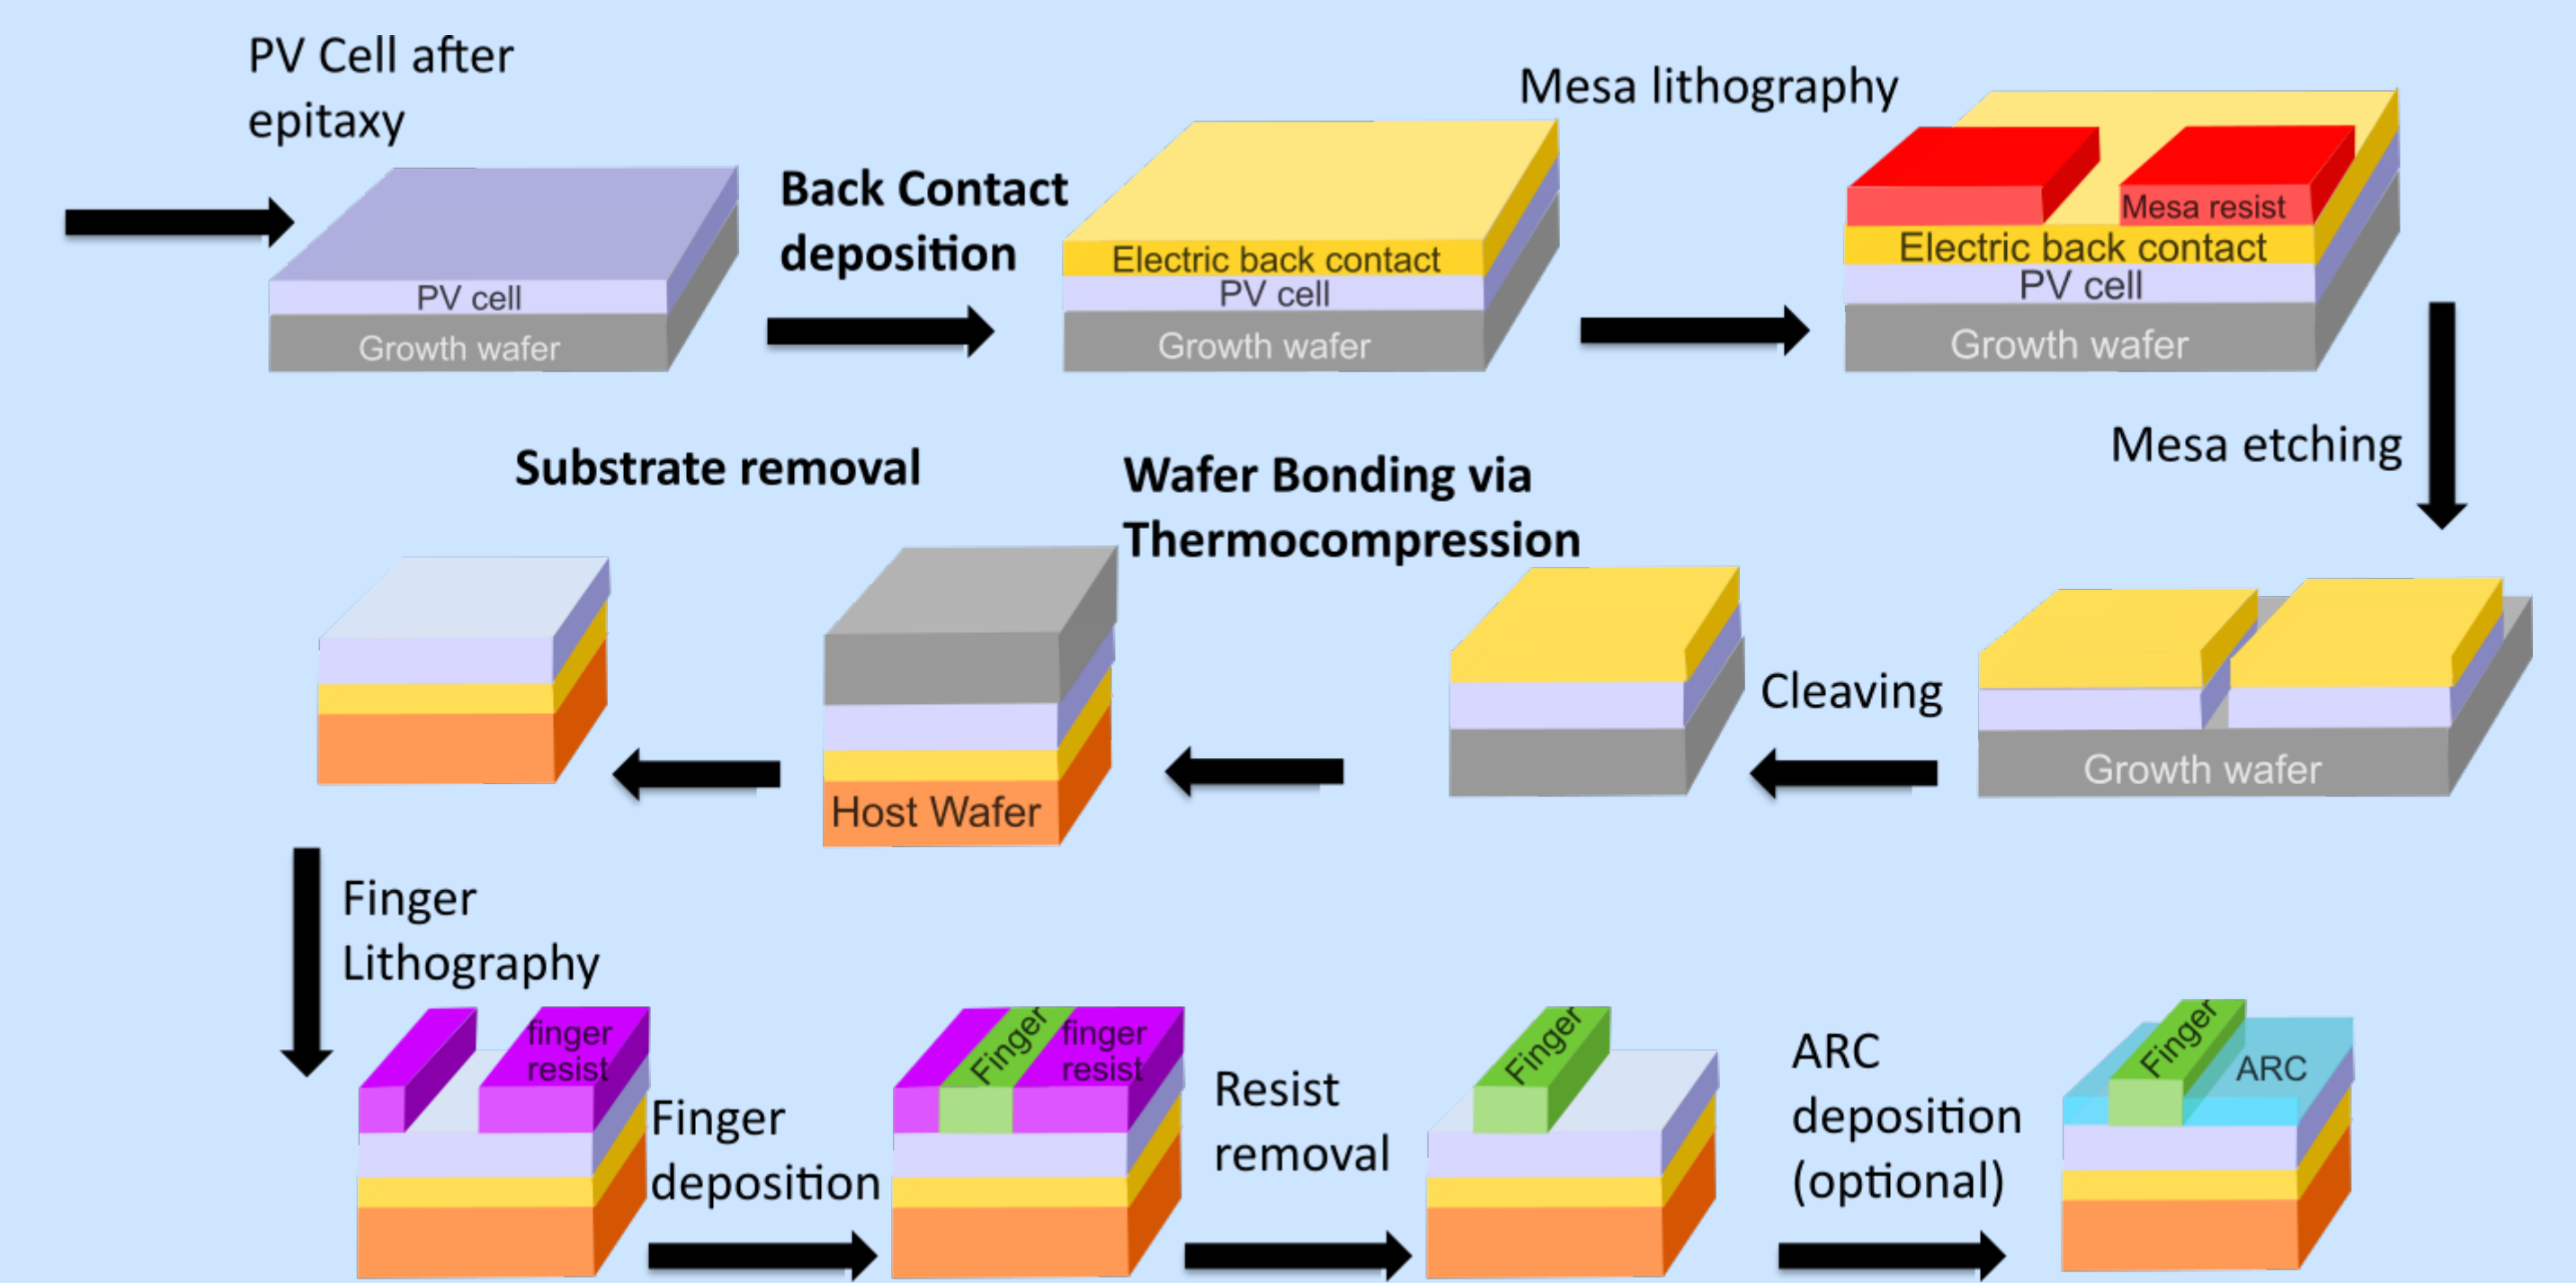 PV Cell after
epitaxy
PV cell
Growth wafer
Back Contact
deposition
Electric back contact
PV cell
Growth wafer
Mesa lithography
Mesa resist
Electric back contact
PV cell
Growth wafer
Mesa etching
Growth wafer
Cleaving
Wafer Bonding via
Thermocompression
Host Wafer
Substrate removal
Finger
Lithography
finger
resist
Finger
deposition
Finger
finger
resist
Resist
removal
Finger
ARC
deposition
(optional)
Finger
ARC